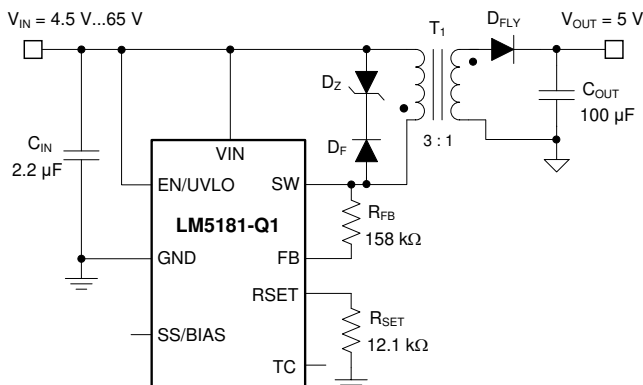 V_IN = 4.5 V...65 V
T_1
D_FLY
V_OUT = 5 V
D_Z
C_OUT
100 µF
D_F
3 : 1
C_IN
2.2 µF
VIN
EN/UVLO
SW
LM5181-Q1
R_FB
158 kΩ
GND
FB
RSET
R_SET
12.1 kΩ
SS/BIAS
TC